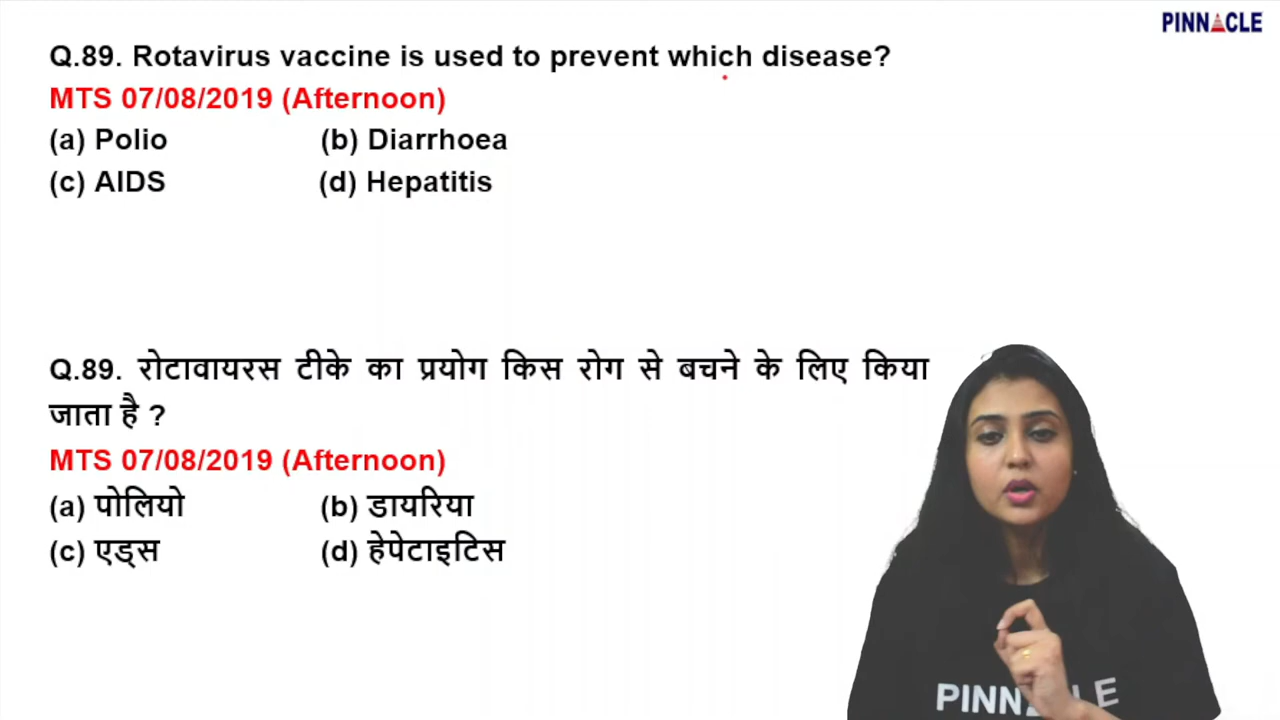 PINNACLE
Q.89. Rotavirus vaccine is used to prevent which disease?
MTS 07/08/2019 (Afternoon)
(a) Polio (b) Diarrhoea
(c) AIDS (d) Hepatitis
Q.89. रोटावायरस टीके का प्रयोग किस रोग से बचने के लिए किया
जाता है ?
MTS 07/08/2019 (Afternoon)
(a) पोलियो (b) डायरिया
(c) एड्स (d) हेपेटाइटिस